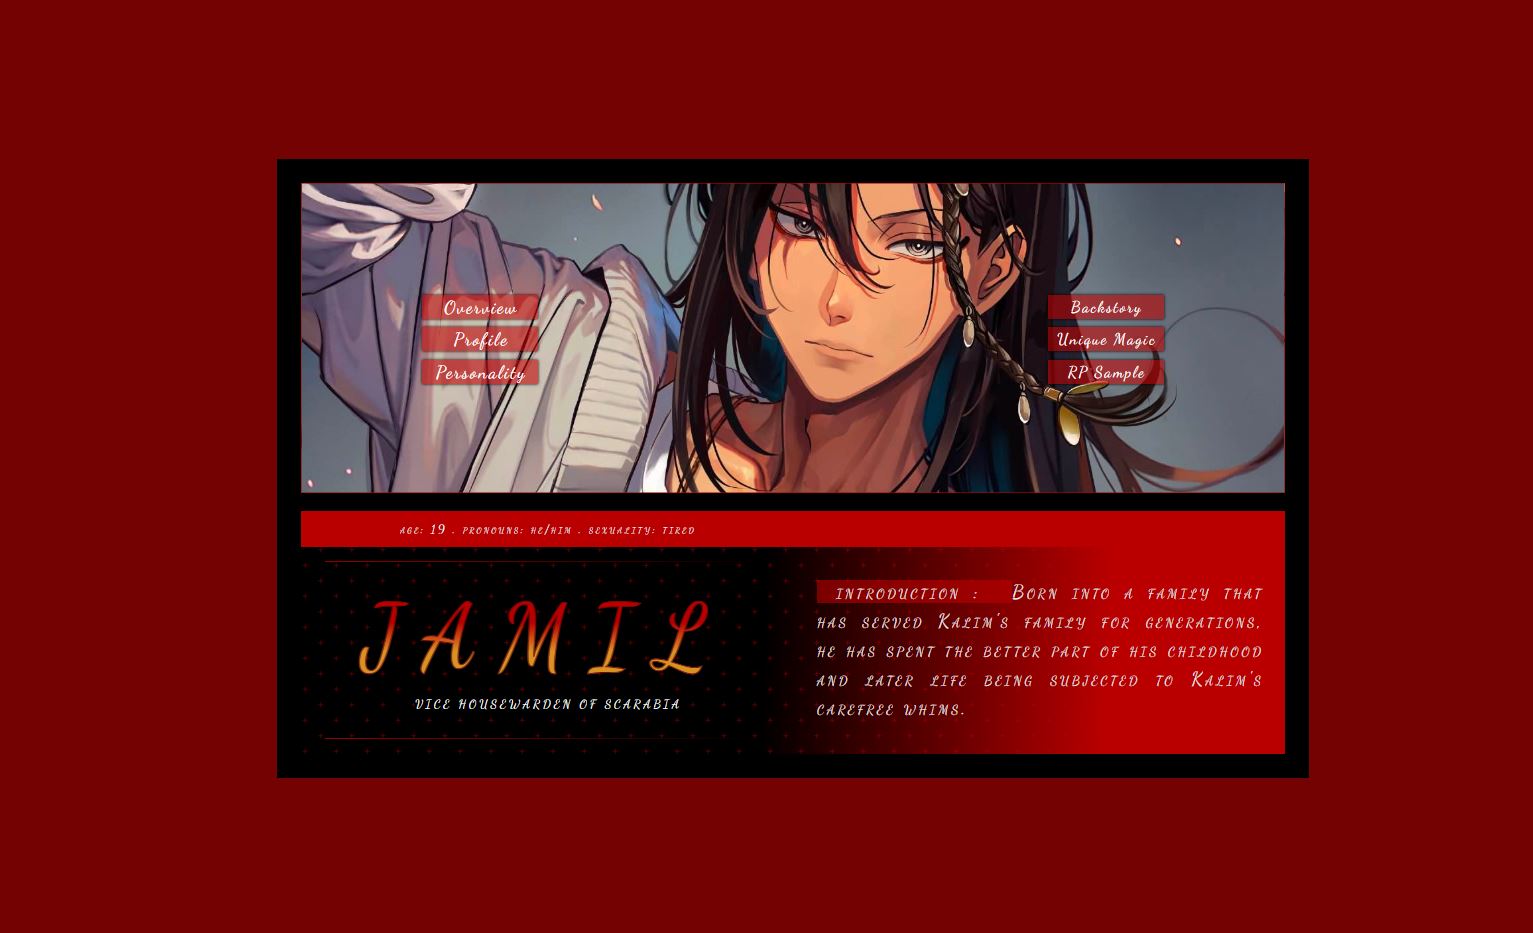 Overview
Profile
Personality
Backstory
Unique Magic
RP Sample
age: 19 . pronouns: he/him . sexuality: tired
JAMIL
vice housewarden of scarabia
introduction : Born into a family that
has served Kalim's family for generations,
he has spent the better part of his childhood
and later life being subjected to Kalim's
carefree whims.